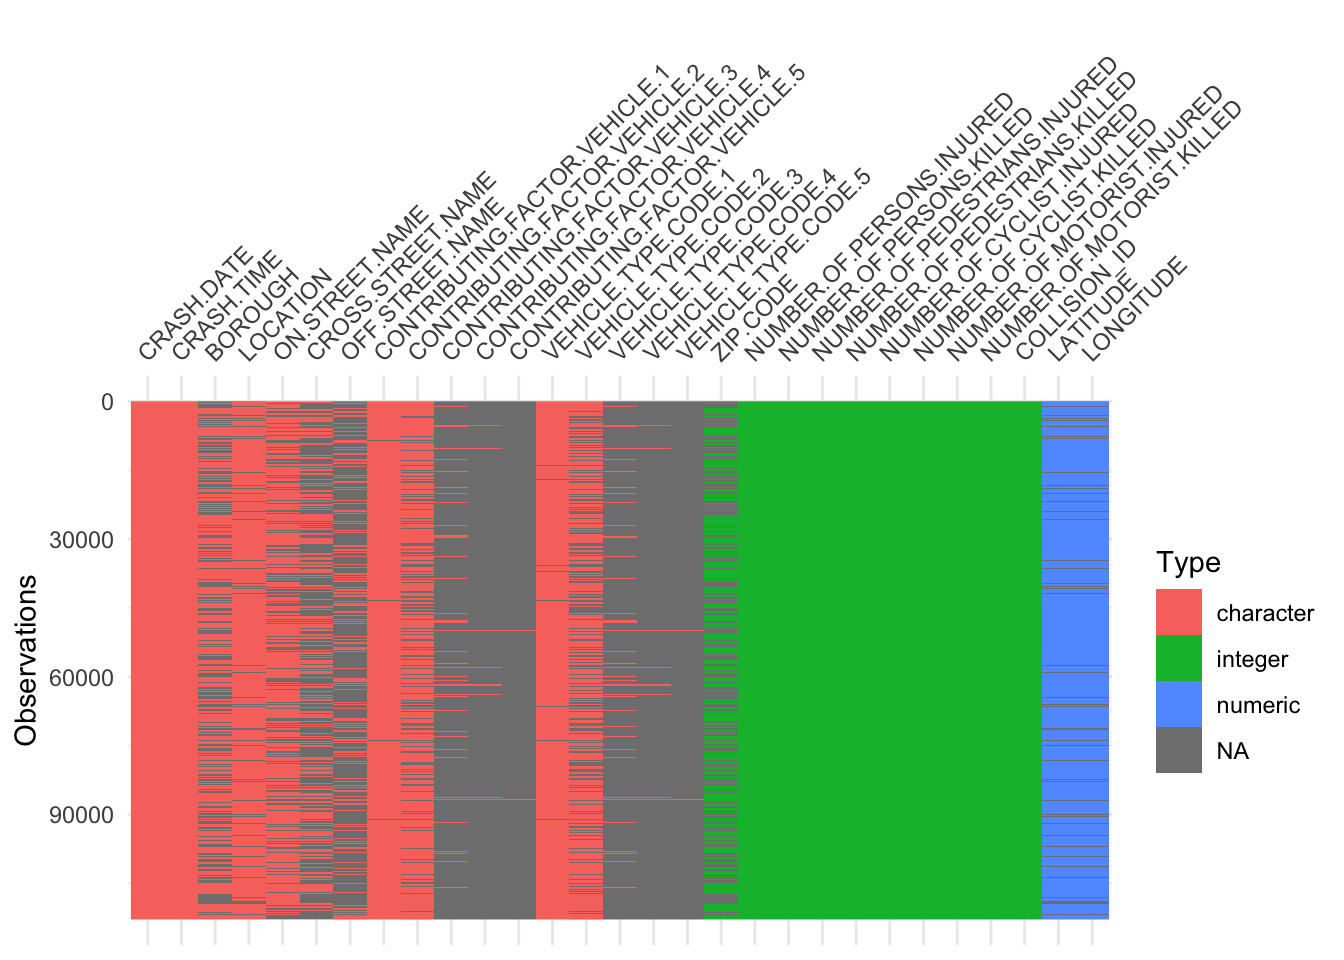 CRASH.DATE
CRASH.TIME
BOROUGH
LOCATION
ON.STREET.NAME
CROSS.STREET.NAME
OFF.STREET.NAME
CONTRIBUTING.FACTOR.VEHICLE.1
CONTRIBUTING.FACTOR.VEHICLE.2
CONTRIBUTING.FACTOR.VEHICLE.3
CONTRIBUTING.FACTOR.VEHICLE.4
CONTRIBUTING.FACTOR.VEHICLE.5
VEHICLE.TYPE.CODE.1
VEHICLE.TYPE.CODE.2
VEHICLE.TYPE.CODE.3
VEHICLE.TYPE.CODE.4
VEHICLE.TYPE.CODE.5
ZIP.CODE
NUMBER.OF.PERSONS.INJURED
NUMBER.OF.PERSONS.KILLED
NUMBER.OF.PEDESTRIANS.INJURED
NUMBER.OF.PEDESTRIANS.KILLED
NUMBER.OF.CYCLIST.INJURED
NUMBER.OF.CYCLIST.KILLED
NUMBER.OF.MOTORIST.INJURED
NUMBER.OF.MOTORIST.KILLED
COLLISION_ID
LATITUDE
LONGITUDE
0
30000
60000
90000
Observations
Type
character
integer
numeric
NA